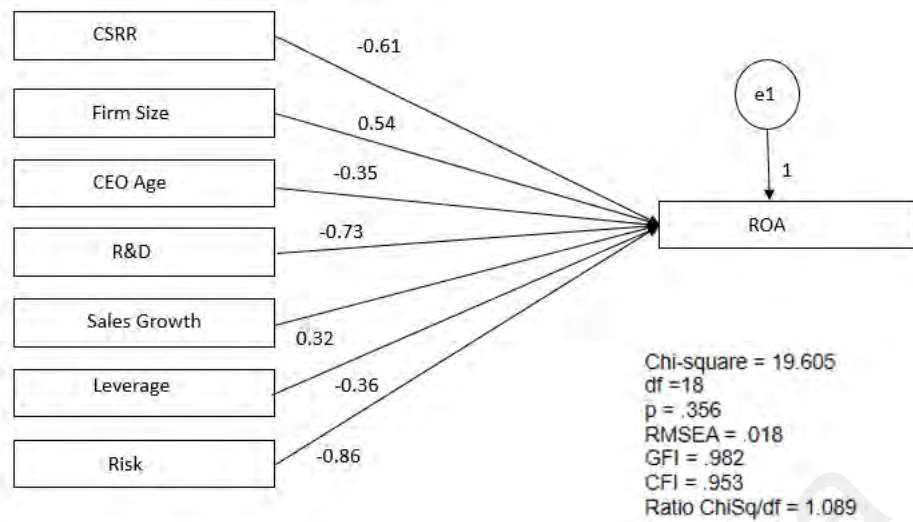 CSRR
-0.61
Firm Size
0.54
CEO Age
-0.35
R&D
-0.73
Sales Growth
0.32
Leverage
-0.36
Risk
-0.86
e1
1
ROA
Chi-square = 19.605
df =18
p = .356
RMSEA = .018
GFI = .982
CFI = .953
Ratio ChiSq/df = 1.089